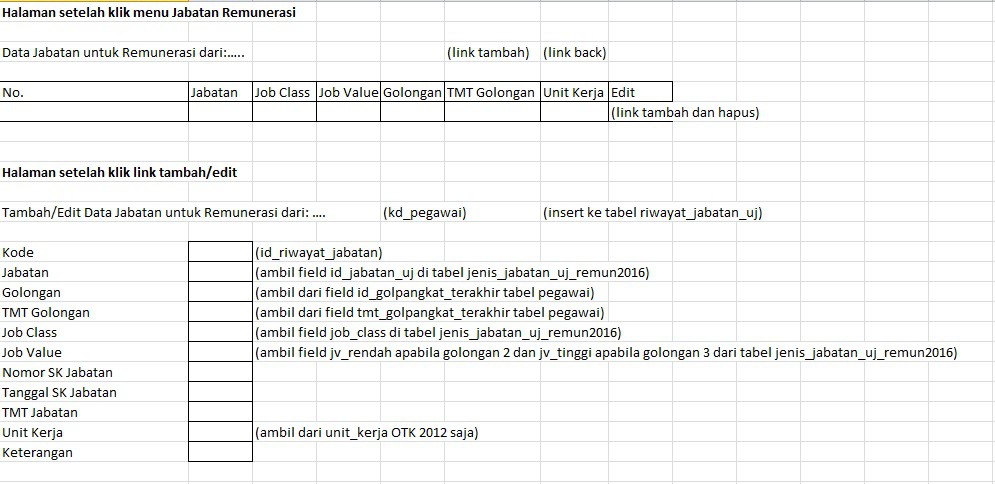 Halaman setelah klik menu Jabatan Remunerasi
Data Jabatan untuk Remunerasi dari:..... (link tambah) (link back)
No. Jabatan Job Class Job Value Golongan TMT Golongan Unit Kerja Edit
(link tambah dan hapus)
Halaman setelah klik link tambah/edit
Tambah/Edit Data Jabatan untuk Remunerasi dari: .... (kd_pegawai) (insert ke tabel riwayat_jabatan_uj)
Kode (id_riwayat_jabatan)
Jabatan (ambil field id_jabatan_uj di tabel jenis_jabatan_uj_remun2016)
Golongan (ambil dari field id_golpangkat_terakhir tabel pegawai)
TMT Golongan (ambil dari field tmt_golpangkat_terakhir tabel pegawai)
Job Class (ambil field job_class di tabel jenis_jabatan_uj_remun2016)
Job Value (ambil field jv_rendah apabila golongan 2 dan jv_tinggi apabila golongan 3 dari tabel jenis_jabatan_uj_remun2016)
Nomor SK Jabatan
Tanggal SK Jabatan
TMT Jabatan
Unit Kerja (ambil dari unit_kerja OTK 2012 saja)
Keterangan